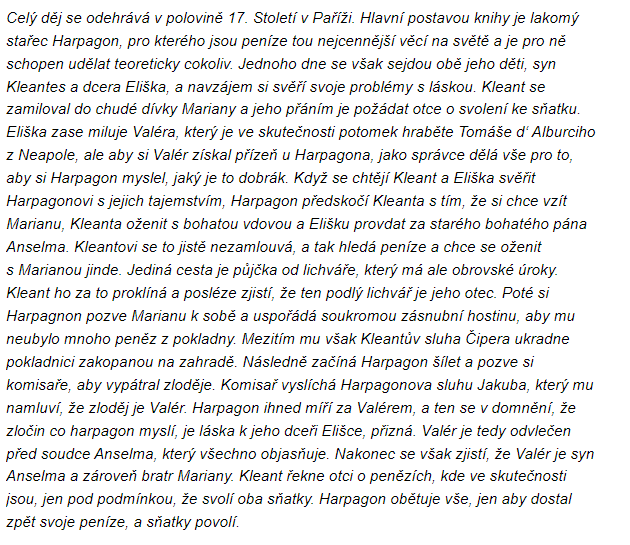 Celý děj se odehrává v polovině 17. Století v Paříži. Hlavní postavou knihy je lakomý
stařec Harpagon, pro kterého jsou peníze tou nejcennější věcí na světě a je pro ně
schopen udělat teoreticky cokoliv. Jednoho dne se však sejdou obě jeho děti, syn
Kleantes a dcera Eliška, a navzájem si svěří svoje problémy s láskou. Kleant se
zamiloval do chudé dívky Mariany a jeho přáním je požádat otce o svolení ke sňatku.
Eliška zase miluje Valéra, který je ve skutečnosti potomek hraběte Tomáše d‘ Alburciho
z Neapole, ale aby si Valér získal přízeň u Harpagona, jako správce dělá vše pro to,
aby si Harpagon myslel, jaký je to dobrák. Když se chtějí Kleant a Eliška svěřit
Harpagonovi s jejich tajemstvím, Harpagon předskočí Kleanta s tím, že si chce vzít
Marianu, Kleanta oženit s bohatou vdovou a Elišku provdat za starého bohatého pána
Anselma. Kleantovi se to jistě nezamlouvá, a tak hledá peníze a chce se oženit
s Marianou jinde. Jediná cesta je půjčka od lichváře, který má ale obrovské úroky.
Kleant ho za to proklíná a posléze zjistí, že ten podlý lichvář je jeho otec. Poté si
Harpagnon pozve Marianu k sobě a uspořádá soukromou zásnubní hostinu, aby mu
neubylo mnoho peněz z pokladny. Mezitím mu však Kleantův sluha Čipera ukradne
pokladnici zakopanou na zahradě. Následně začíná Harpagon šílet a pozve si
komisaře, aby vypátral zloděje. Komisař vyslíchá Harpagonova sluhu Jakuba, který mu
namluví, že zloděj je Valér. Harpagon ihned míří za Valérem, a ten se v domnění, že
zločin co harpagon myslí, je láska k jeho dceři Elišce, přizná. Valér je tedy odvlečen
před soudce Anselma, který všechno objasňuje. Nakonec se však zjistí, že Valér je syn
Anselma a zároveň bratr Mariany. Kleant řekne otci o penězích, kde ve skutečnosti
jsou, jen pod podmínkou, že svolí oba sňatky. Harpagon obětuje vše, jen aby dostal
zpět svoje peníze, a sňatky povolí.